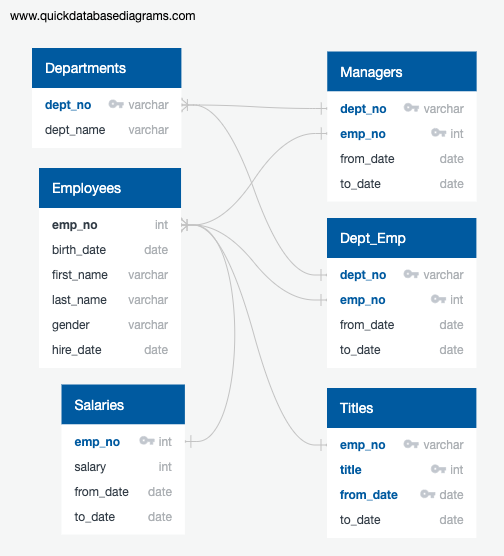 www.quickdatabasediagrams.com
Departments
dept_no varchar
dept_name varchar
Managers
dept_no varchar
emp_no int
from_date date
to_date date
Employees
emp_no int
birth_date date
first_name varchar
last_name varchar
gender varchar
hire_date date
Dept_Emp
dept_no varchar
emp_no int
from_date date
to_date date
Salaries
emp_no int
salary int
from_date date
to_date date
Titles
emp_no varchar
title int
from_date date
to_date date